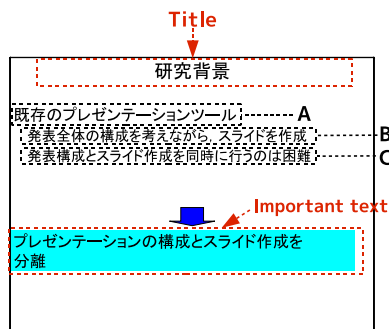 Title
研究背景
既存のプレゼンテーションツール
A
発表全体の構成を考えながら，スライドを作成
B
発表構成とスライド作成を同時に行うのは困難
C
Important text
プレゼンテーションの構成とスライド作成を
分離